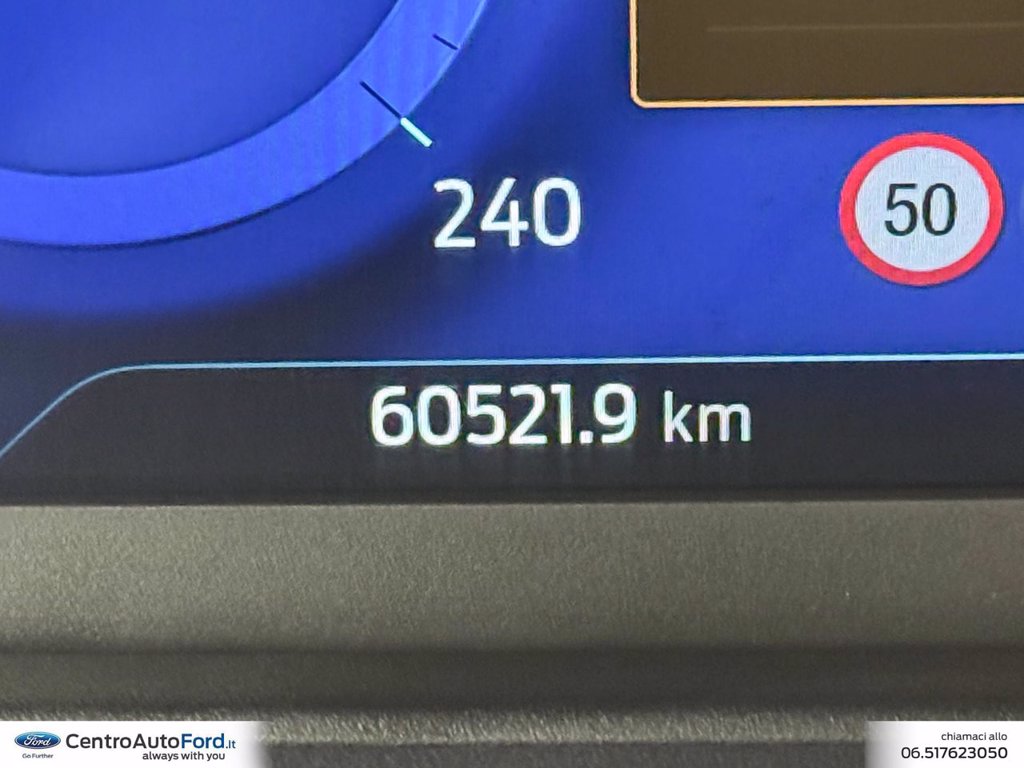 240
50
60521.9 km
Ford
Go Further
CentroAutoFord.it
always with you
chiamaci allo
06.517623050